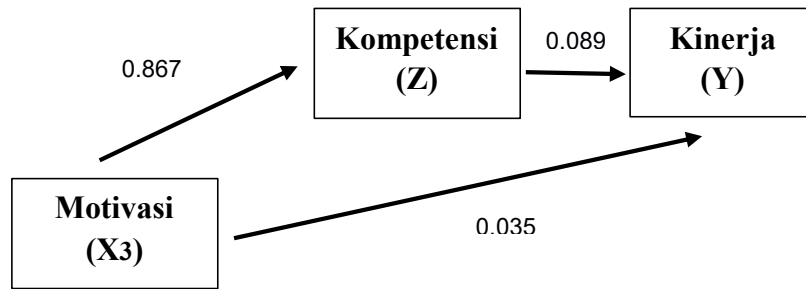 Kompetensi
(Z)
0.089
Kinerja
(Y)
0.867
Motivasi
(X3)
0.035